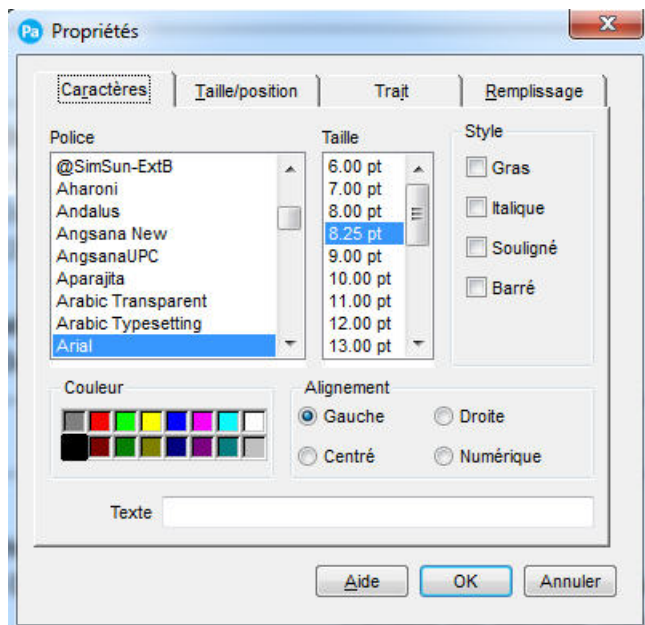 Pa Propriétés
Caractères Taille/position Trait Remplissage
Police
@SimSun-ExtB
Aharoni
Andalus
Angsana New
AngsanaUPC
Aparajita
Arabic Transparent
Arabic Typesetting
Arial
Taille
6.00 pt
7.00 pt
8.00 pt
8.25 pt
9.00 pt
10.00 pt
11.00 pt
12.00 pt
13.00 pt
Style
Gras
Italique
Souligné
Barré
Couleur
Alignement
Gauche Droite
Centré Numérique
Texte
Aide OK Annuler